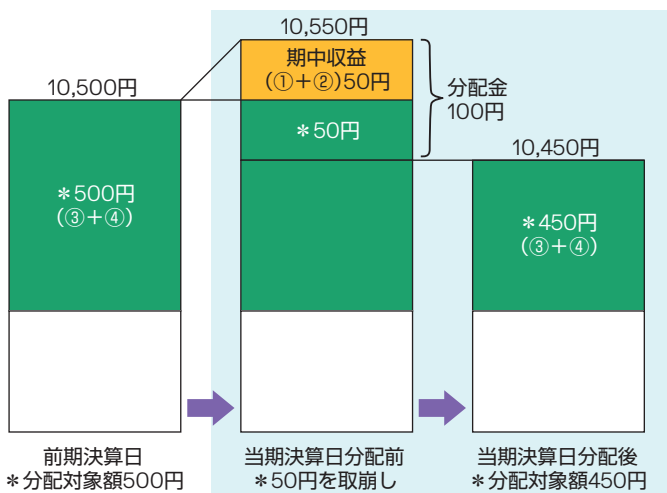 10,500円
＊500円
(③＋④)
前期決算日
＊分配対象額500円
10,550円
期中収益
(①＋②)50円
＊50円
分配金
100円
当期決算日分配前
＊50円を取崩し
10,450円
＊450円
(③＋④)
当期決算日分配後
＊分配対象額450円